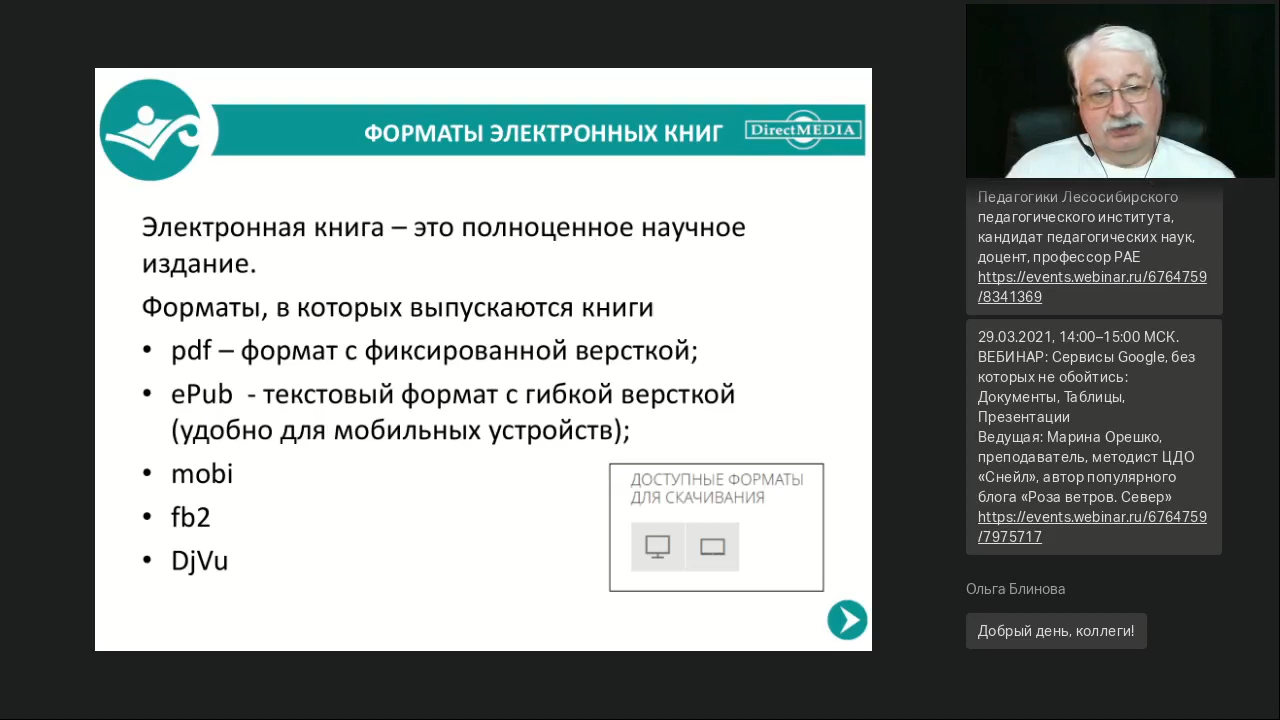 ФОРМАТЫ ЭЛЕКТРОННЫХ КНИГ
DirectMEDIA
Электронная книга – это полноценное научное
издание.
Форматы, в которых выпускаются книги
• pdf – формат с фиксированной версткой;
• ePub - текстовый формат с гибкой версткой
(удобно для мобильных устройств);
• mobi
• fb2
• DjVu
ДОСТУПНЫЕ ФОРМАТЫ
ДЛЯ СКАЧИВАНИЯ
Педагогики Лесосибирского
педагогического института,
кандидат педагогических наук,
доцент, профессор РАЕ
https://events.webinar.ru/6764759
/8341369
29.03.2021, 14:00–15:00 МСК.
ВЕБИНАР: Сервисы Google, без
которых не обойтись:
Документы, Таблицы,
Презентации
Ведущая: Марина Орешко,
преподаватель, методист ЦДО
«Снейл», автор популярного
блога «Роза ветров. Север»
https://events.webinar.ru/6764759
/7975717
Ольга Блинова
Добрый день, коллеги!